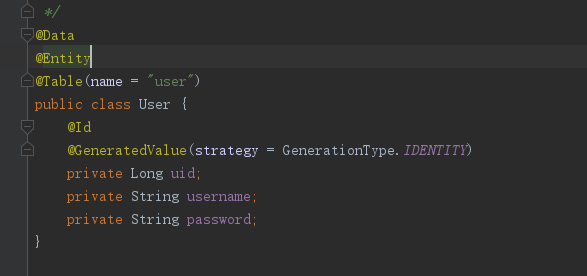 */
@Data
@Entity
@Table(name = "user")
public class User {
@Id
@GeneratedValue(strategy = GenerationType.IDENTITY)
private Long uid;
private String username;
private String password;
}